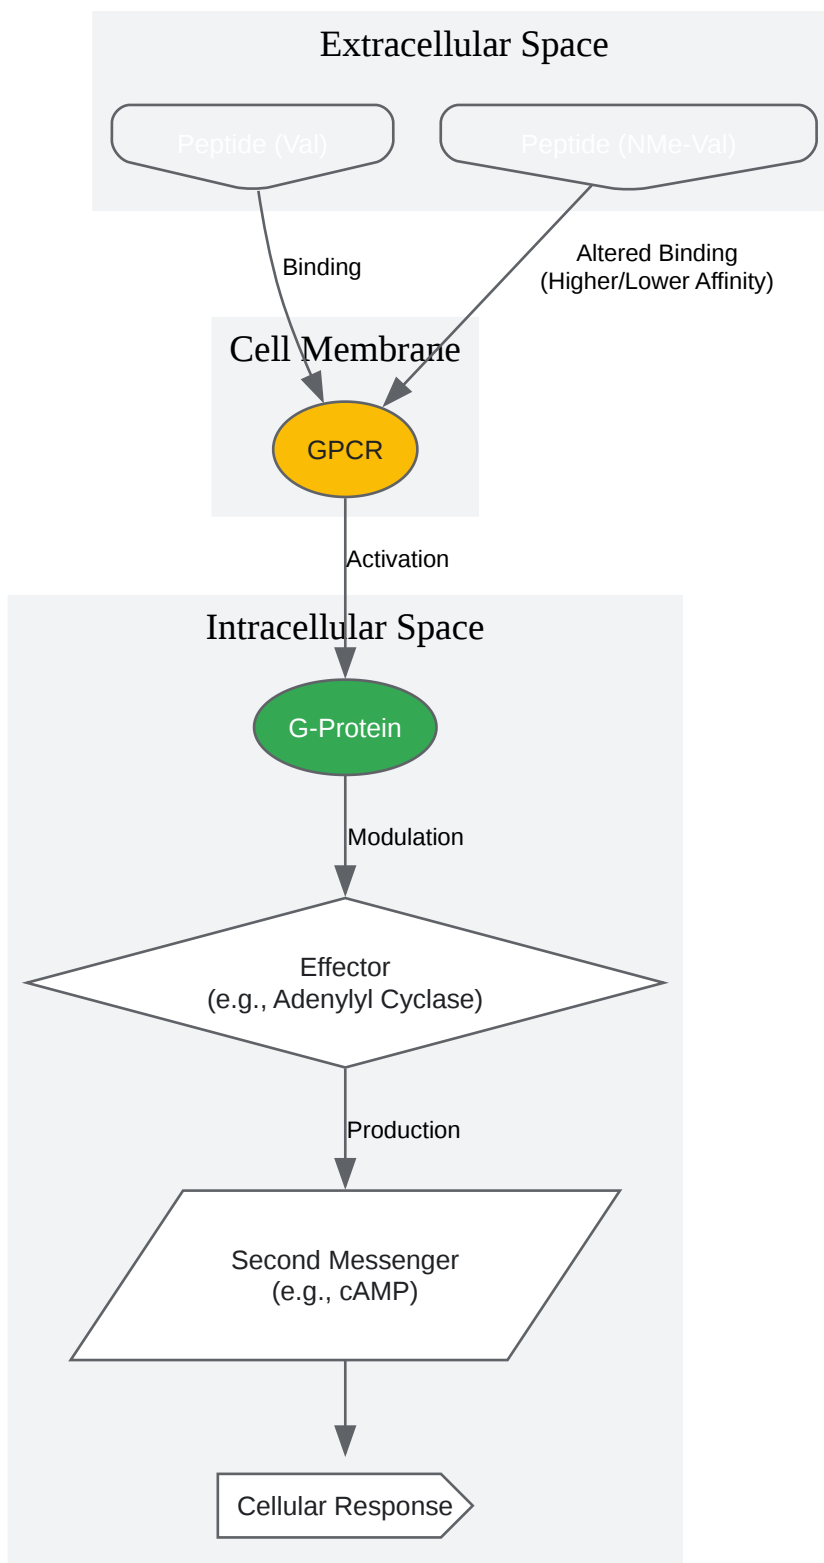 Extracellular Space
Peptide (Val)
Peptide (NMe-Val)
Binding
Altered Binding
(Higher/Lower Affinity)
Cell Membrane
GPCR
Activation
Intracellular Space
G-Protein
Modulation
Effector
(e.g., Adenylyl Cyclase)
Production
Second Messenger
(e.g., cAMP)
Cellular Response